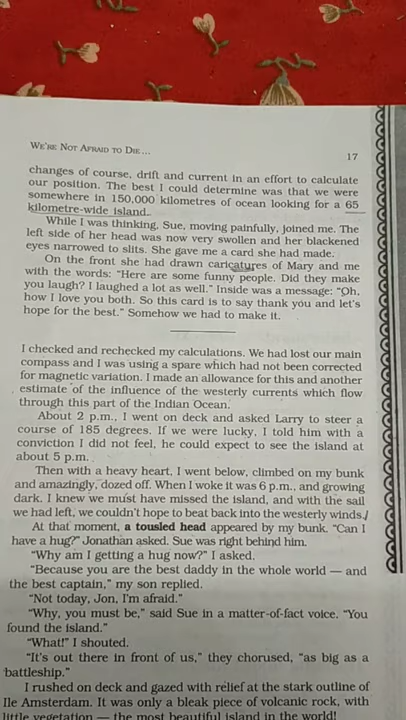 WE'RE NOT AFRAID TO DIE...
17
changes of course, drift and current in an effort to calculate
our position. The best I could determine was that we were
somewhere in 150,000 kilometres of ocean looking for a 65
kilometre-wide island.
While I was thinking, Sue, moving painfully, joined me. The
left side of her head was now very swollen and her blackened
eyes narrowed to slits. She gave me a card she had made.
On the front she had drawn caricatures of Mary and me
with the words: “Here are some funny people. Did they make
you laugh? I laughed a lot as well.” Inside was a message: “Oh,
how I love you both. So this card is to say thank you and let's
hope for the best.” Somehow we had to make it.
I checked and rechecked my calculations. We had lost our main
compass and I was using a spare which had not been corrected
for magnetic variation. I made an allowance for this and another
estimate of the influence of the westerly currents which flow
through this part of the Indian Ocean.
About 2 p.m., I went on deck and asked Larry to steer a
course of 185 degrees. If we were lucky, I told him with a
conviction I did not feel, he could expect to see the island at
about 5 p.m.
Then with a heavy heart, I went below, climbed on my bunk
and amazingly, dozed off. When I woke it was 6 p.m., and growing
dark. I knew we must have missed the island, and with the sail
we had left, we couldn't hope to beat back into the westerly winds.
At that moment, a tousled head appeared by my bunk. “Can I
have a hug?” Jonathan asked. Sue was right behind him.
“Why am I getting a hug now?” I asked.
“Because you are the best daddy in the whole world — and
the best captain,” my son replied.
“Not today, Jon, I'm afraid.”
“Why, you must be,” said Sue in a matter-of-fact voice. “You
found the island.”
“What!” I shouted.
“It's out there in front of us,” they chorused, “as big as a
battleship.”
I rushed on deck and gazed with relief at the stark outline of
Ile Amsterdam. It was only a bleak piece of volcanic rock, with
little vegetation — the most beautiful island in the world!